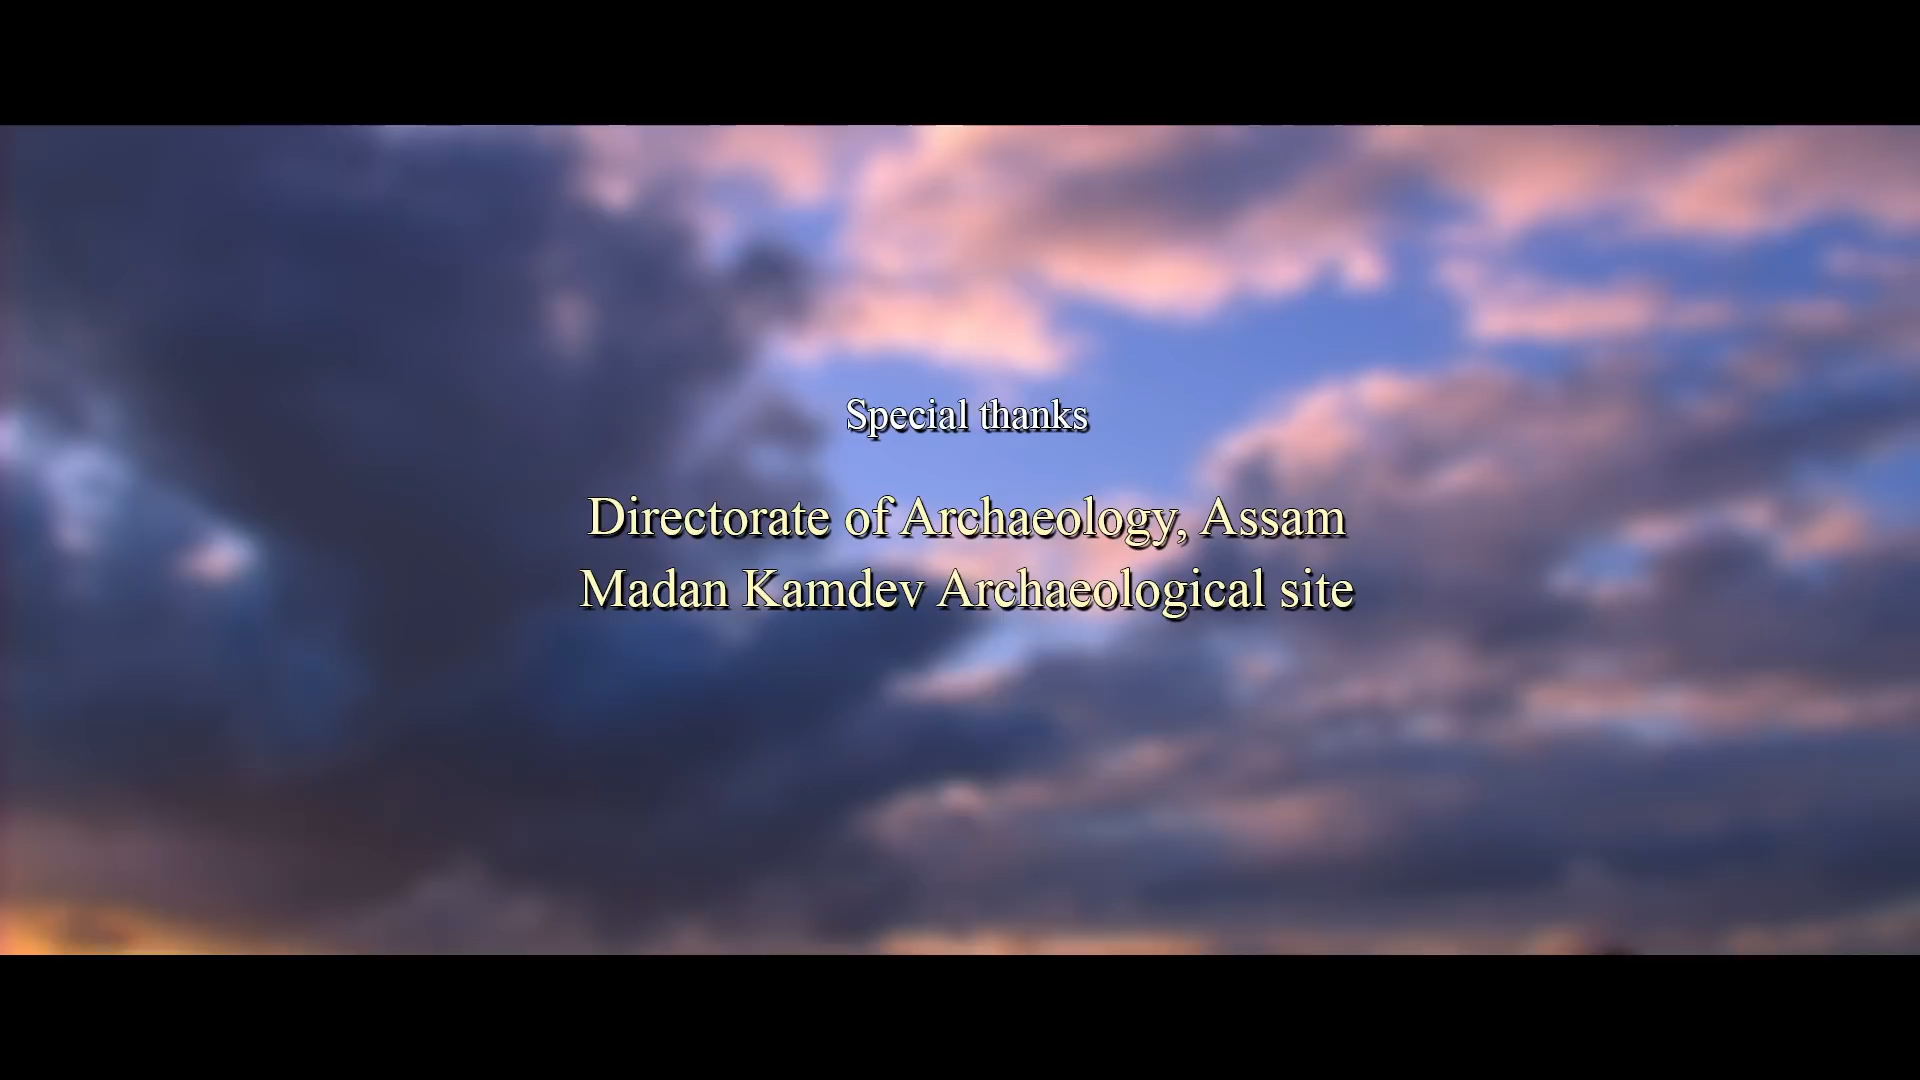 Special thanks
Directorate of Archaeology, Assam
Madan Kamdev Archaeological site